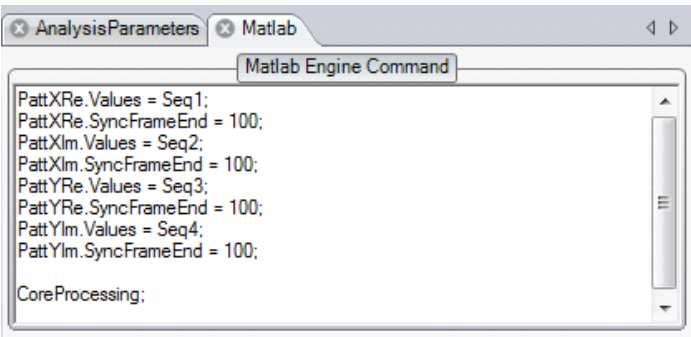 AnalysisParameters Matlab
Matlab Engine Command
PattXRe.Values = Seq1;
PattXRe.SyncFrameEnd = 100;
PattXIm.Values = Seq2;
PattXIm.SyncFrameEnd = 100;
PattYRe.Values = Seq3;
PattYRe.SyncFrameEnd = 100;
PattYIm.Values = Seq4;
PattYIm.SyncFrameEnd = 100;
CoreProcessing;